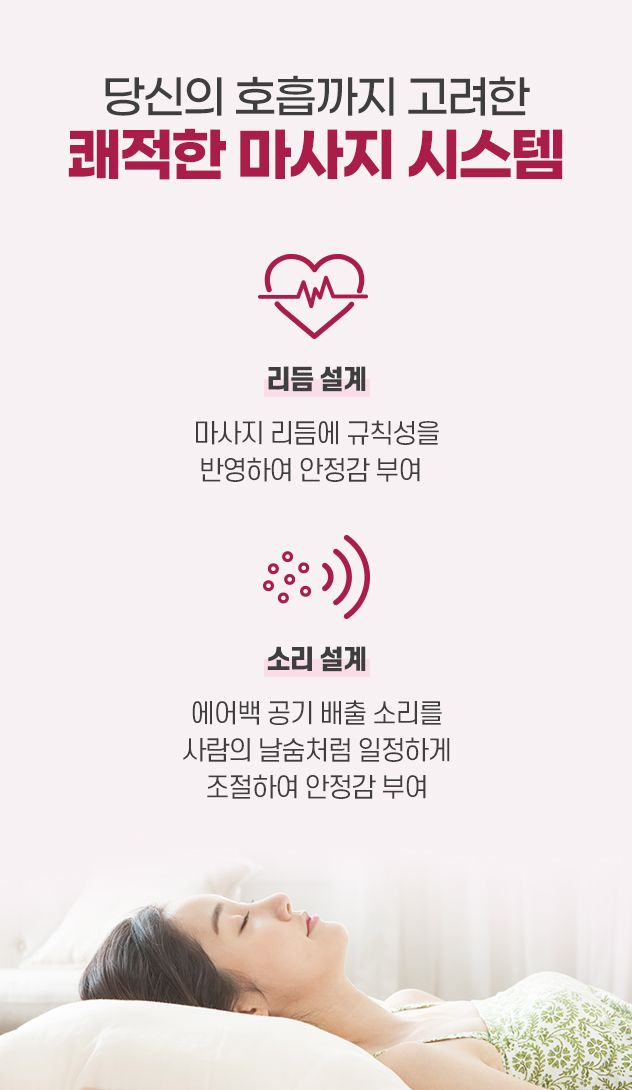 당신의 호흡까지 고려한
쾌적한 마사지 시스템
리듬 설계
마사지 리듬에 규칙성을
반영하여 안정감 부여
소리 설계
에어백 공기 배출 소리를
사람의 날숨처럼 일정하게
조절하여 안정감 부여